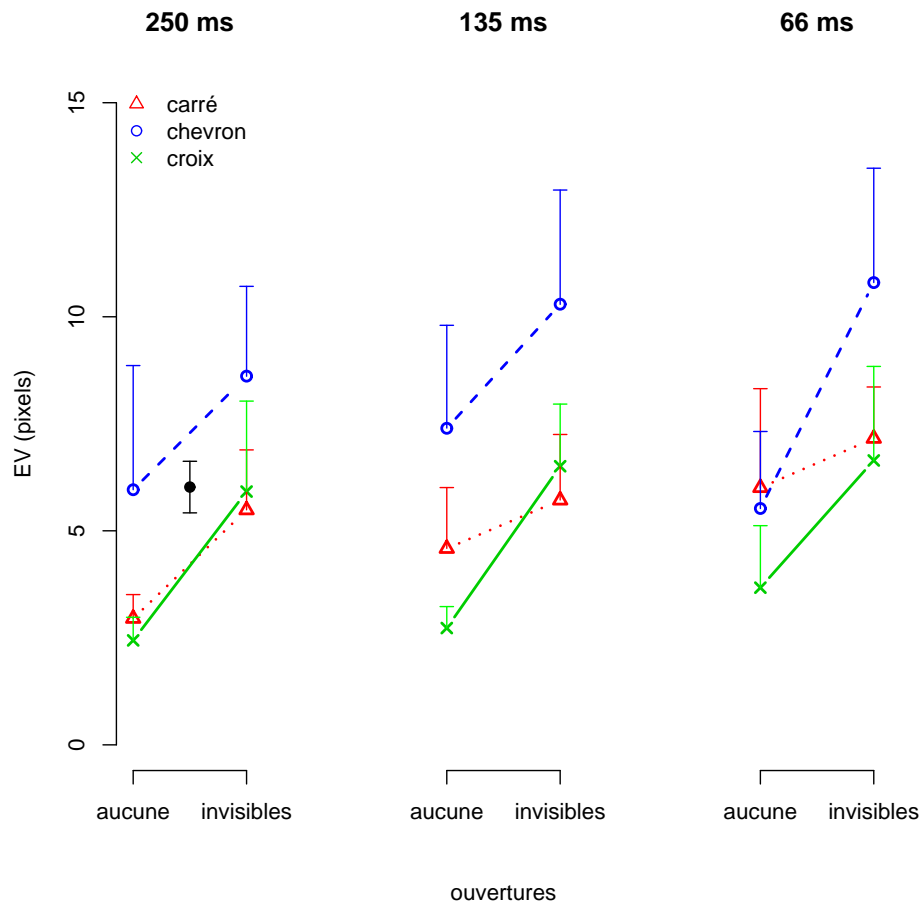 250 ms 135 ms 66 ms
15
carré
chevron
croix
10
EV (pixels)
5
0
aucune invisibles aucune invisibles aucune invisibles
ouvertures